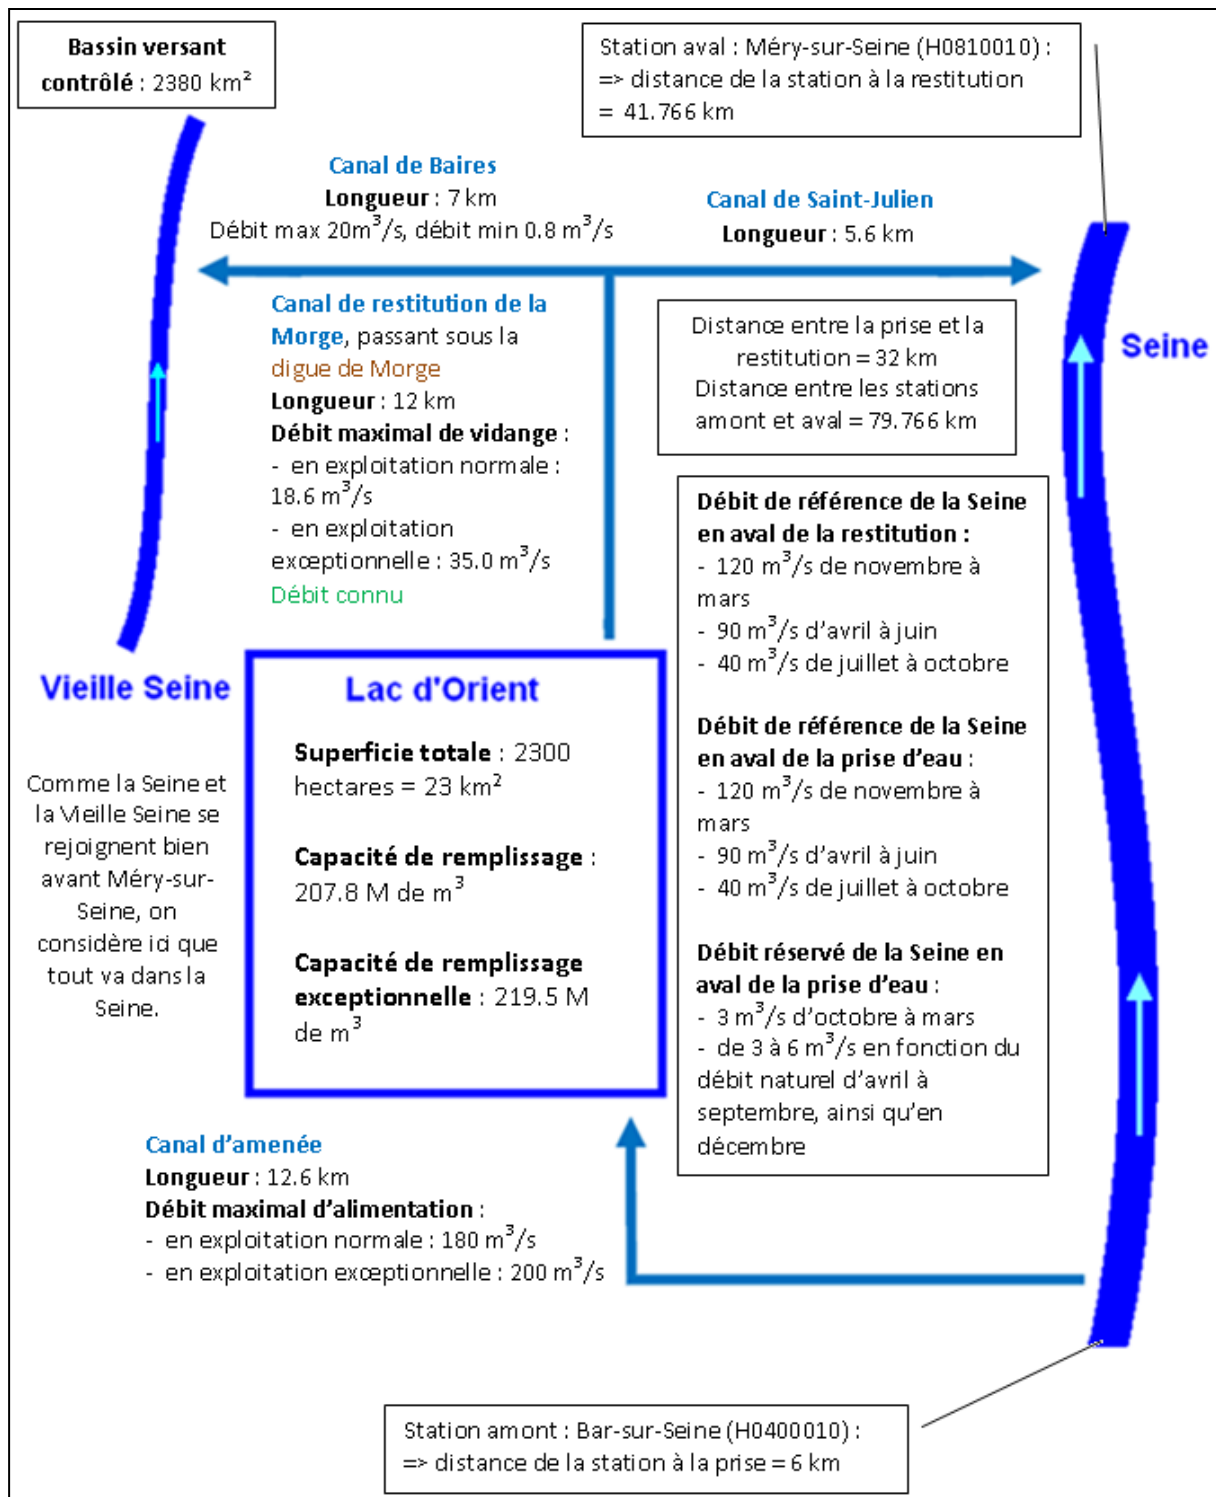 Bassin versant
contrôlé : 2380 km²
Station aval : Méry-sur-Seine (H0810010) :
=> distance de la station à la restitution
= 41.766 km
Canal de Baires
Longueur : 7 km
Débit max 20m³/s, débit min 0.8 m³/s
Canal de Saint-Julien
Longueur : 5.6 km
Canal de restitution de la
Morge, passant sous la
digue de Morge
Longueur : 12 km
Débit maximal de vidange :
- en exploitation normale :
18.6 m³/s
- en exploitation
exceptionnelle : 35.0 m³/s
Débit connu
Distance entre la prise et la
restitution = 32 km
Distance entre les stations
amont et aval = 79.766 km
Seine
Débit de référence de la Seine
en aval de la restitution :
- 120 m³/s de novembre à
mars
- 90 m³/s d'avril à juin
- 40 m³/s de juillet à octobre
Débit de référence de la Seine
en aval de la prise d'eau :
- 120 m³/s de novembre à
mars
- 90 m³/s d'avril à juin
- 40 m³/s de juillet à octobre
Débit réservé de la Seine en
aval de la prise d'eau :
- 3 m³/s d'octobre à mars
- de 3 à 6 m³/s en fonction du
débit naturel d'avril à
septembre, ainsi qu'en
décembre
Vieille Seine
Comme la Seine et
la Vieille Seine se
rejoignent bien
avant Méry-sur-
Seine, on
considère ici que
tout va dans la
Seine.
Lac d'Orient
Superficie totale : 2300
hectares = 23 km²
Capacité de remplissage :
207.8 M de m³
Capacité de remplissage
exceptionnelle : 219.5 M
de m³
Canal d'amenée
Longueur : 12.6 km
Débit maximal d'alimentation :
- en exploitation normale : 180 m³/s
- en exploitation exceptionnelle : 200 m³/s
Station amont : Bar-sur-Seine (H0400010) :
=> distance de la station à la prise = 6 km